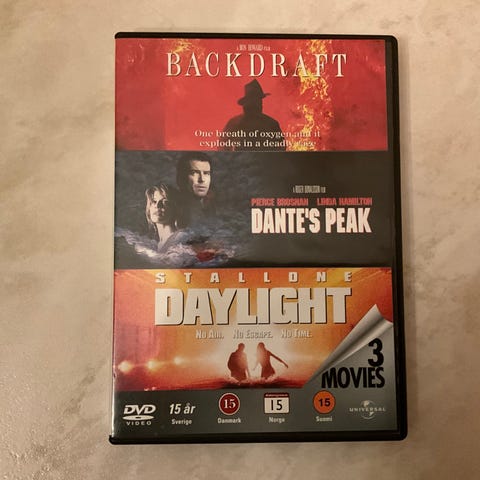 A RON HOWARD FILM
BACKDRAFT
One breath of oxygen and it
explodes in a deadly rage
A ROGER DONALDSON FILM
PIERCE BROSNAN LINDA HAMILTON
DANTE'S PEAK
STALLONE
DAYLIGHT
NO AIR. NO ESCAPE. NO TIME.
3
MOVIES
DVD
VIDEO
15 år
Sverige
15
Danmark
15
Norge
15
Suomi
UNIVERSAL